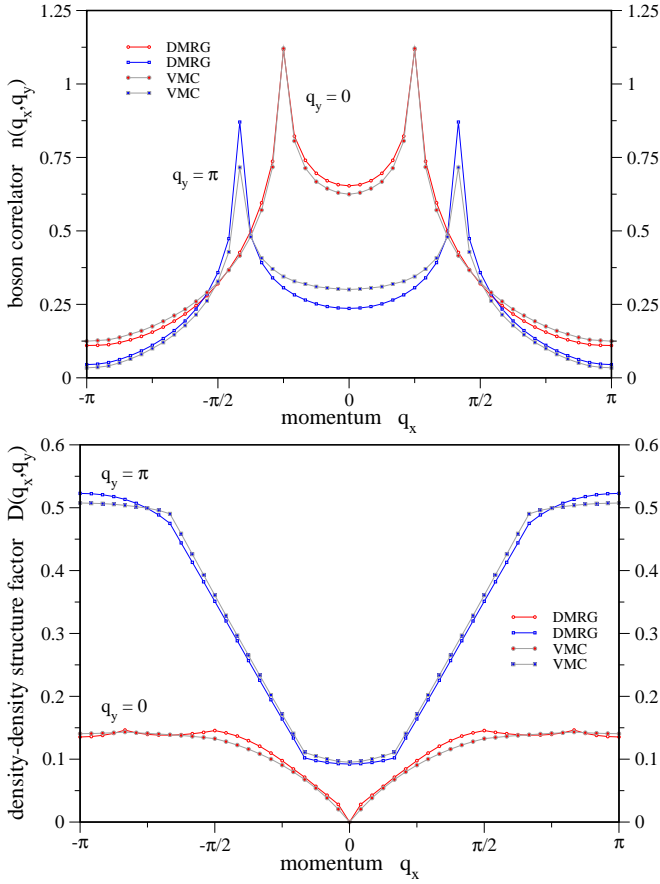 1.25
1
0.75
0.5
0.25
0
1.25
1
0.75
0.5
0.25
0
boson correlator n(q_x,q_y)
DMRG
DMRG
VMC
VMC
q_y = 0
q_y = π
-π
-π/2
0
π/2
π
momentum q_x
0.6
0.5
0.4
0.3
0.2
0.1
0
0.6
0.5
0.4
0.3
0.2
0.1
0
density-density structure factor D(q_x,q_y)
q_y = π
DMRG
DMRG
VMC
VMC
q_y = 0
-π
-π/2
0
π/2
π
momentum q_x